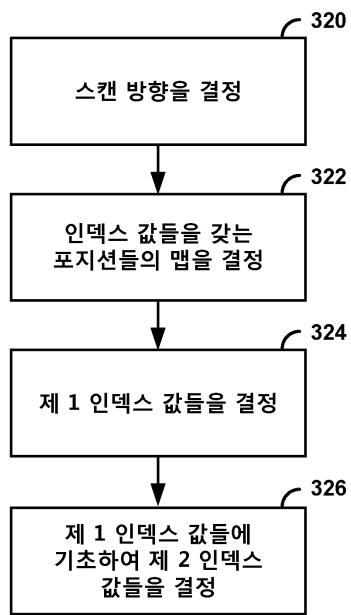 320
스캔 방향을 결정
322
인덱스 값들을 갖는
포지션들의 맵을 결정
324
제 1 인덱스 값들을 결정
326
제 1 인덱스 값들에
기초하여 제 2 인덱스
값들을 결정